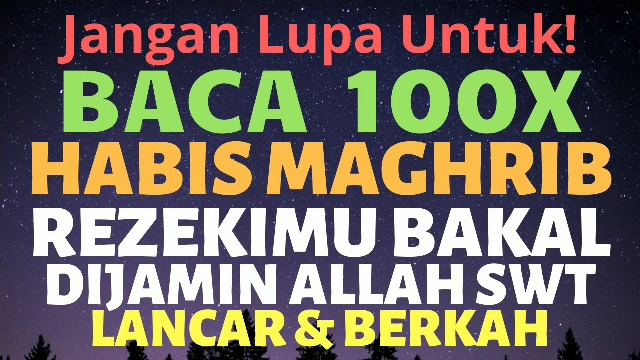 Jangan Lupa Untuk!
BACA 100X
HABIS MAGHRIB
REZEKIMU BAKAL
DIJAMIN ALLAH SWT
LANCAR & BERKAH